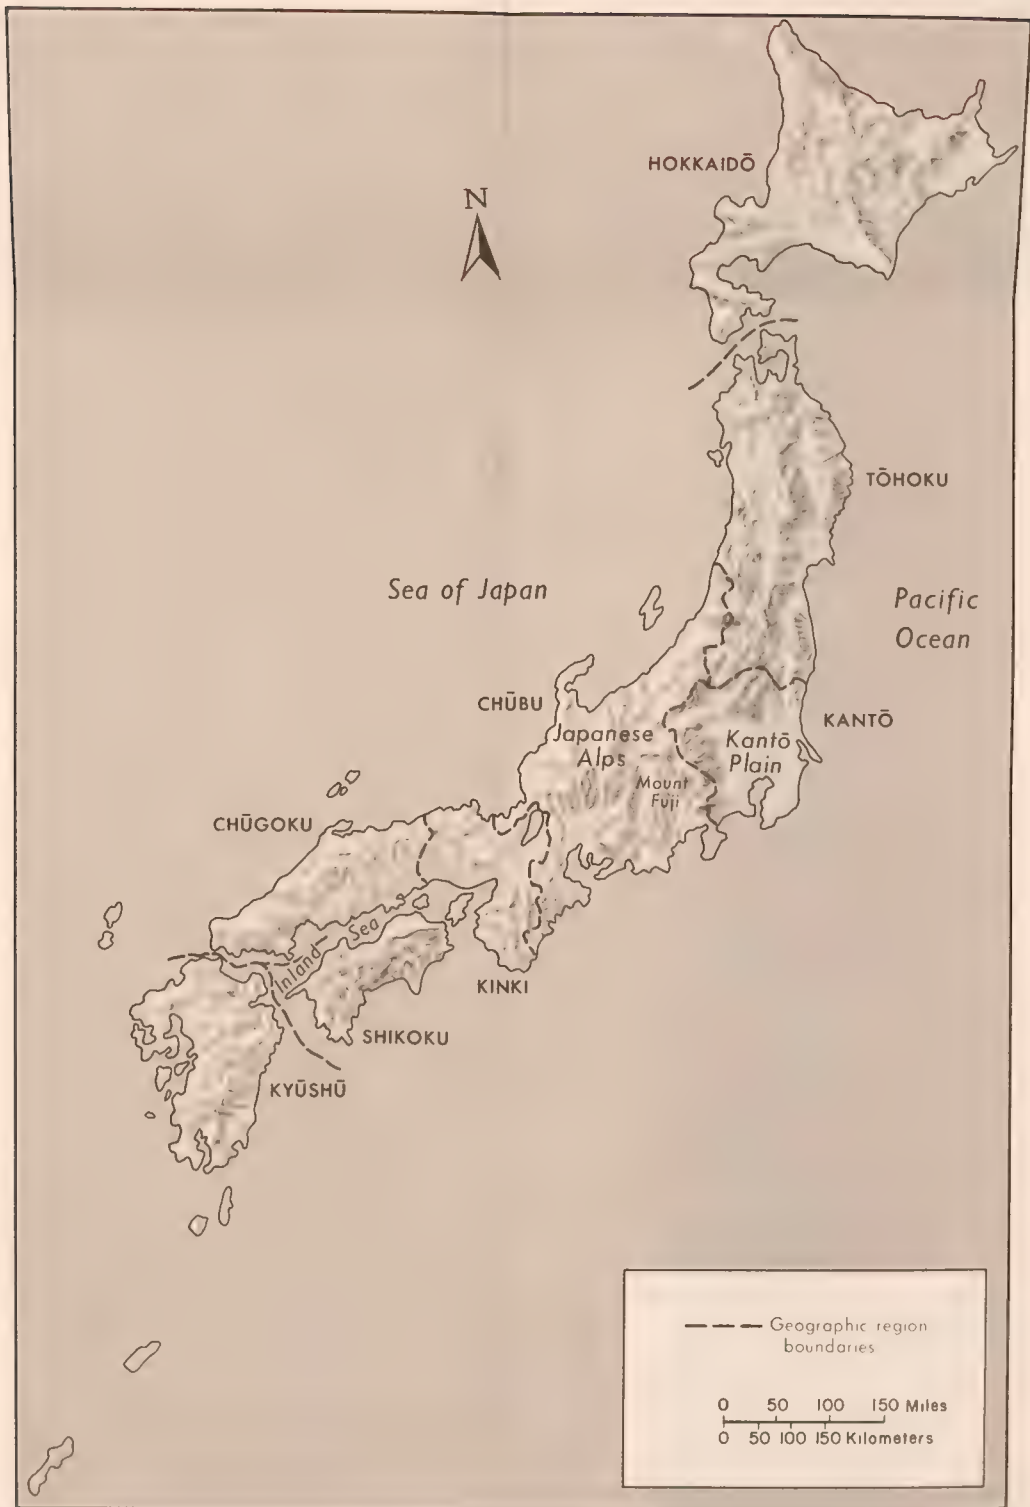 HOKKAIDŌ
N
TŌHOKU
Sea of Japan
Pacific
Ocean
CHŪBU
KANTŌ
Japanese
Alps
Kantō
Plain
Mount
Fuji
CHŪGOKU
Inland Sea
KINKI
SHIKOKU
KYŪSHŪ
Geographic region
boundaries
0 50 100 150 Miles
0 50 100 150 Kilometers